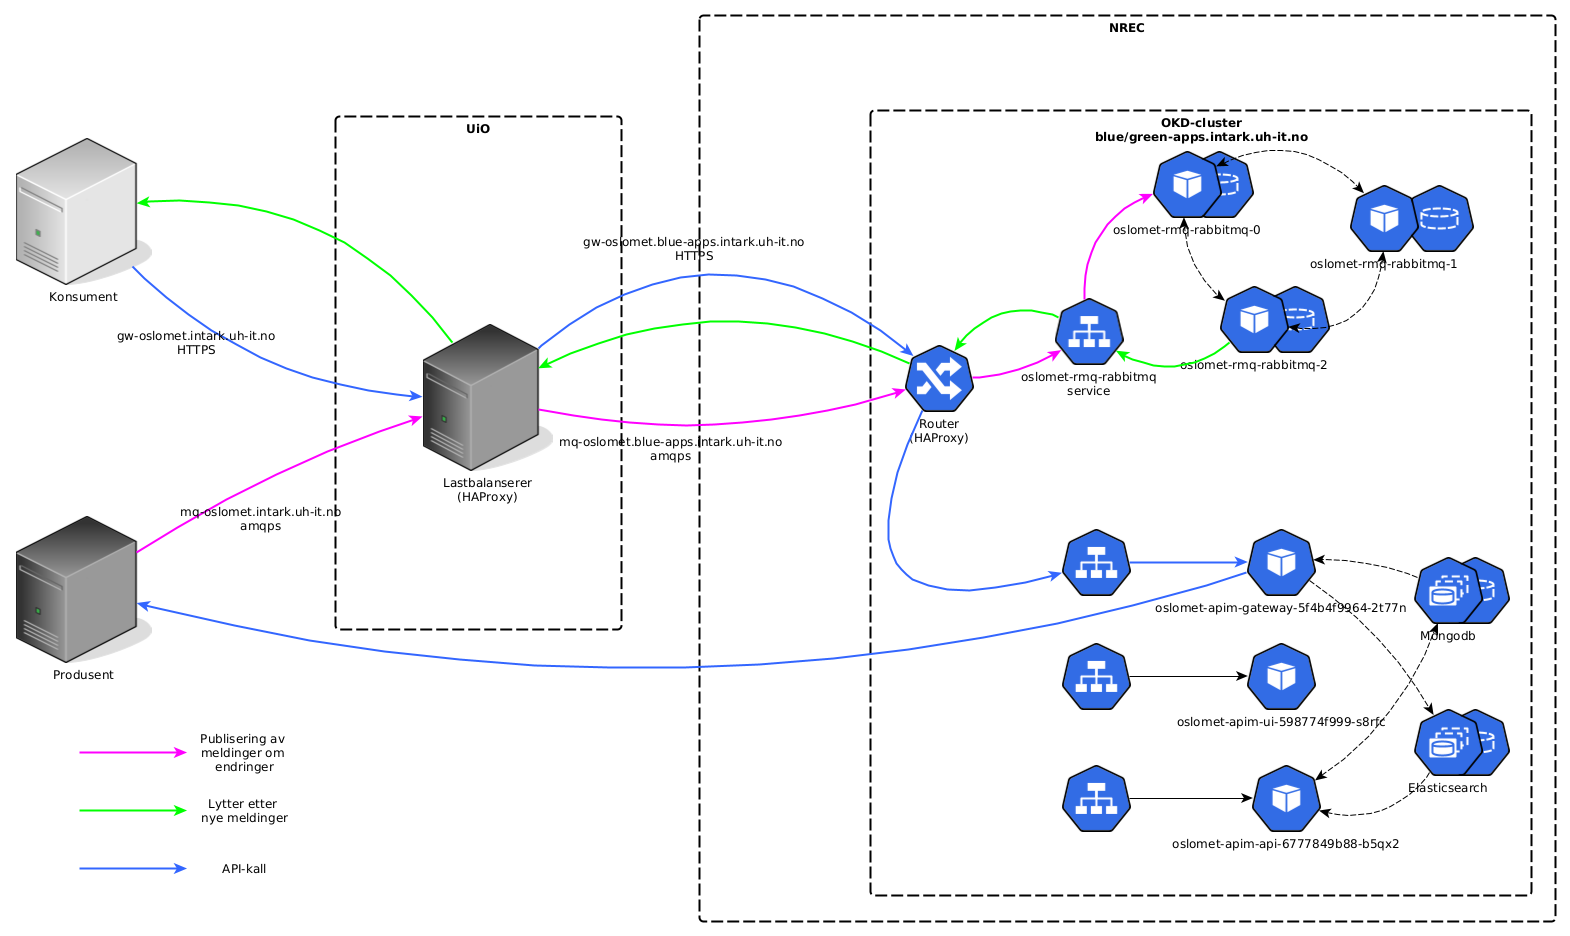 NREC
UiO
OKD-cluster
blue/green-apps.intark.uh-it.no
oslomet-rmq-rabbitmq-0
oslomet-rmq-rabbitmq-1
oslomet-rmq-rabbitmq-2
oslomet-rmq-rabbitmq
service
Konsument
gw-oslomet.intark.uh-it.no
HTTPS
gw-oslomet.blue-apps.intark.uh-it.no
HTTPS
Router
(HAProxy)
mq-oslomet.blue-apps.intark.uh-it.no
amqps
Lastbalanserer
(HAProxy)
mq-oslomet.intark.uh-it.no
amqps
Produsent
oslomet-apim-gateway-5f4b4f9964-2t77n
Mongodb
oslomet-apim-ui-598774f999-s8rfc
Elasticsearch
oslomet-apim-api-6777849b88-b5qx2
Publisering av
meldinger om
endringer
Lytter etter
nye meldinger
API-kall